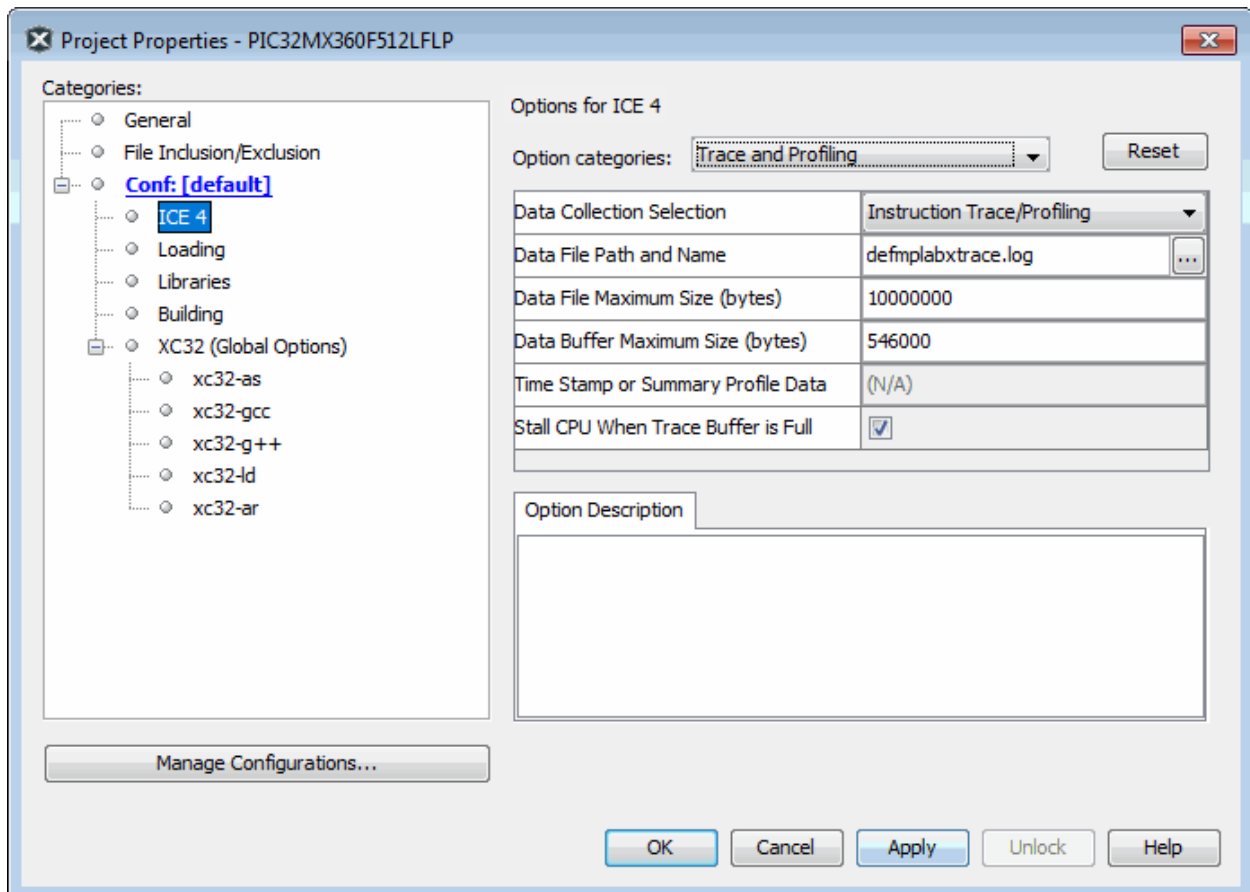 Project Properties - PIC32MX360F512LFLP
Categories:
General
File Inclusion/Exclusion
Conf: [default]
ICE 4
Loading
Libraries
Building
XC32 (Global Options)
xc32-as
xc32-gcc
xc32-g++
xc32-ld
xc32-ar
Manage Configurations...
Options for ICE 4
Option categories: Trace and Profiling Reset
Data Collection Selection Instruction Trace/Profiling
Data File Path and Name defmplabxtrace.log ...
Data File Maximum Size (bytes) 10000000
Data Buffer Maximum Size (bytes) 546000
Time Stamp or Summary Profile Data (N/A)
Stall CPU When Trace Buffer is Full
Option Description
OK Cancel Apply Unlock Help